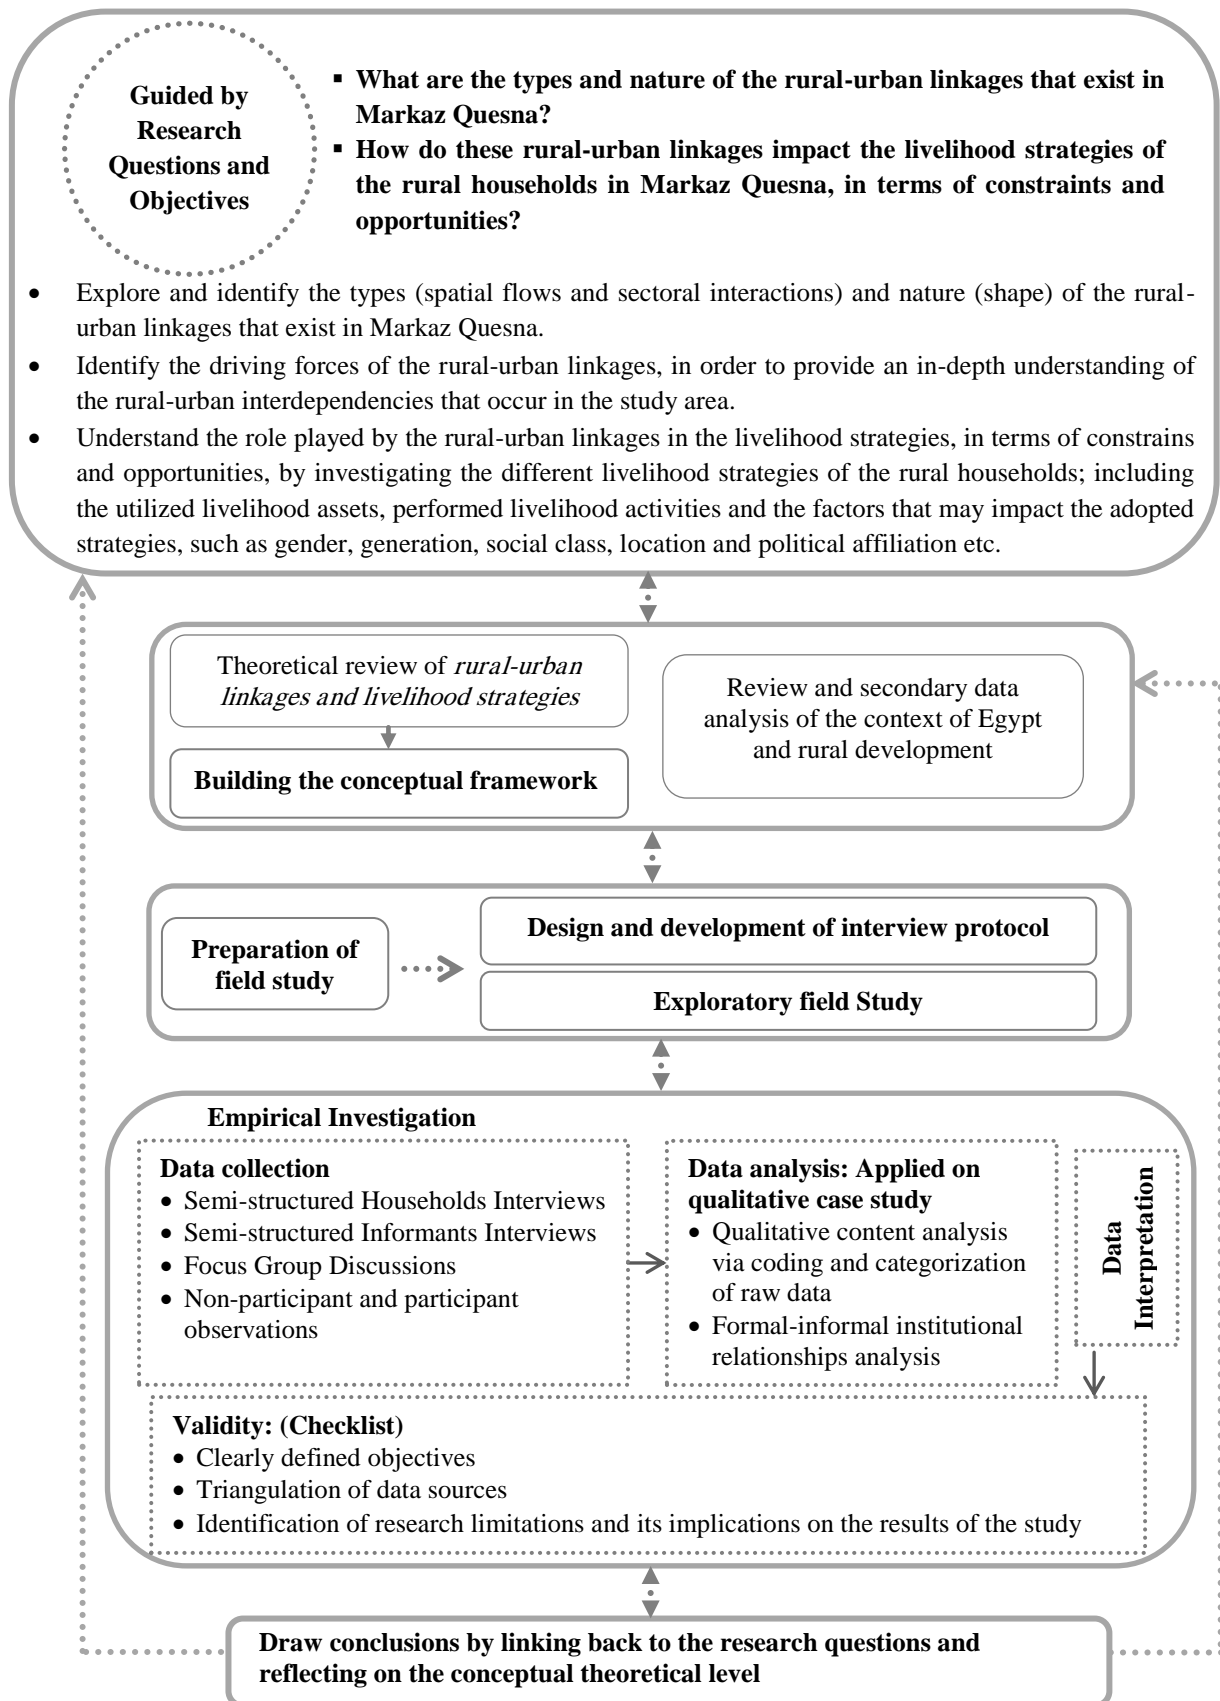 Guided by
Research
Questions and
Objectives
▪ What are the types and nature of the rural-urban linkages that exist in
Markaz Quesna?
▪ How do these rural-urban linkages impact the livelihood strategies of
the rural households in Markaz Quesna, in terms of constraints and
opportunities?
• Explore and identify the types (spatial flows and sectoral interactions) and nature (shape) of the rural-
urban linkages that exist in Markaz Quesna.
• Identify the driving forces of the rural-urban linkages, in order to provide an in-depth understanding of
the rural-urban interdependencies that occur in the study area.
• Understand the role played by the rural-urban linkages in the livelihood strategies, in terms of constrains
and opportunities, by investigating the different livelihood strategies of the rural households; including
the utilized livelihood assets, performed livelihood activities and the factors that may impact the adopted
strategies, such as gender, generation, social class, location and political affiliation etc.
Theoretical review of rural-urban
linkages and livelihood strategies
Building the conceptual framework
Review and secondary data
analysis of the context of Egypt
and rural development
Preparation of
field study
Design and development of interview protocol
Exploratory field Study
Empirical Investigation
Data collection
• Semi-structured Households Interviews
• Semi-structured Informants Interviews
• Focus Group Discussions
• Non-participant and participant
observations
Data analysis: Applied on
qualitative case study
• Qualitative content analysis
via coding and categorization
of raw data
• Formal-informal institutional
relationships analysis
Data
Interpretation
Validity: (Checklist)
• Clearly defined objectives
• Triangulation of data sources
• Identification of research limitations and its implications on the results of the study
Draw conclusions by linking back to the research questions and
reflecting on the conceptual theoretical level